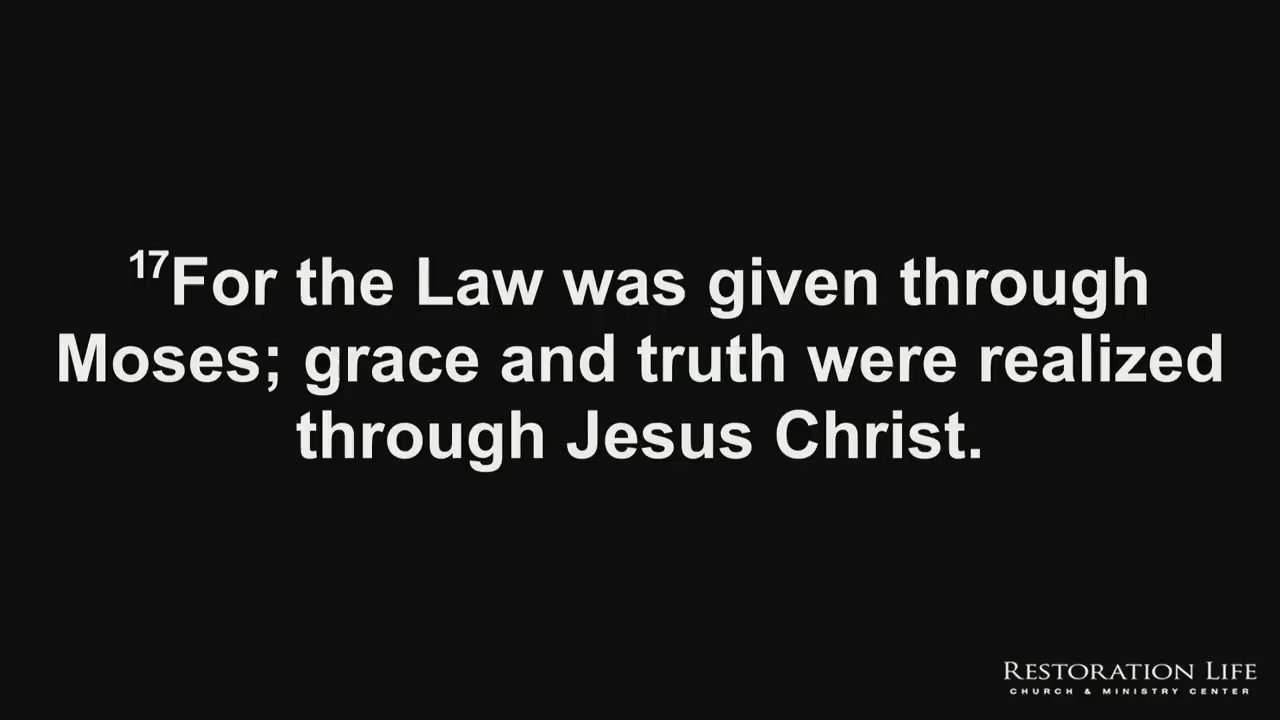 17For the Law was given through
Moses; grace and truth were realized
through Jesus Christ.
RESTORATION LIFE
CHURCH & MINISTRY CENTER